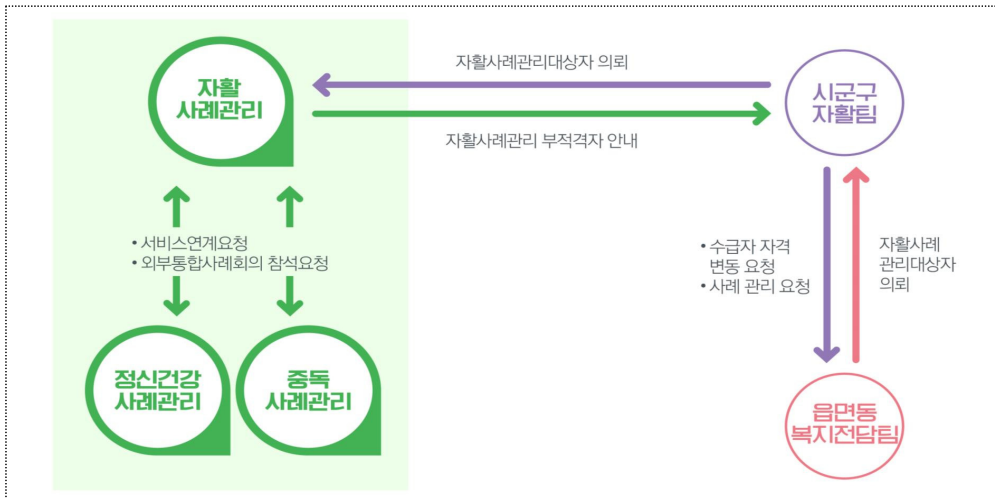 자활
사례관리
자활사례관리대상자 의뢰
자활사례관리 부적격자 안내
시군구
자활팀
• 서비스연계요청
• 외부통합사례회의 참석요청
• 수급자 자격
변동 요청
• 사례 관리 요청
자활사례
관리대상자
의뢰
정신건강
사례관리
중독
사례관리
읍면동
복지전담팀